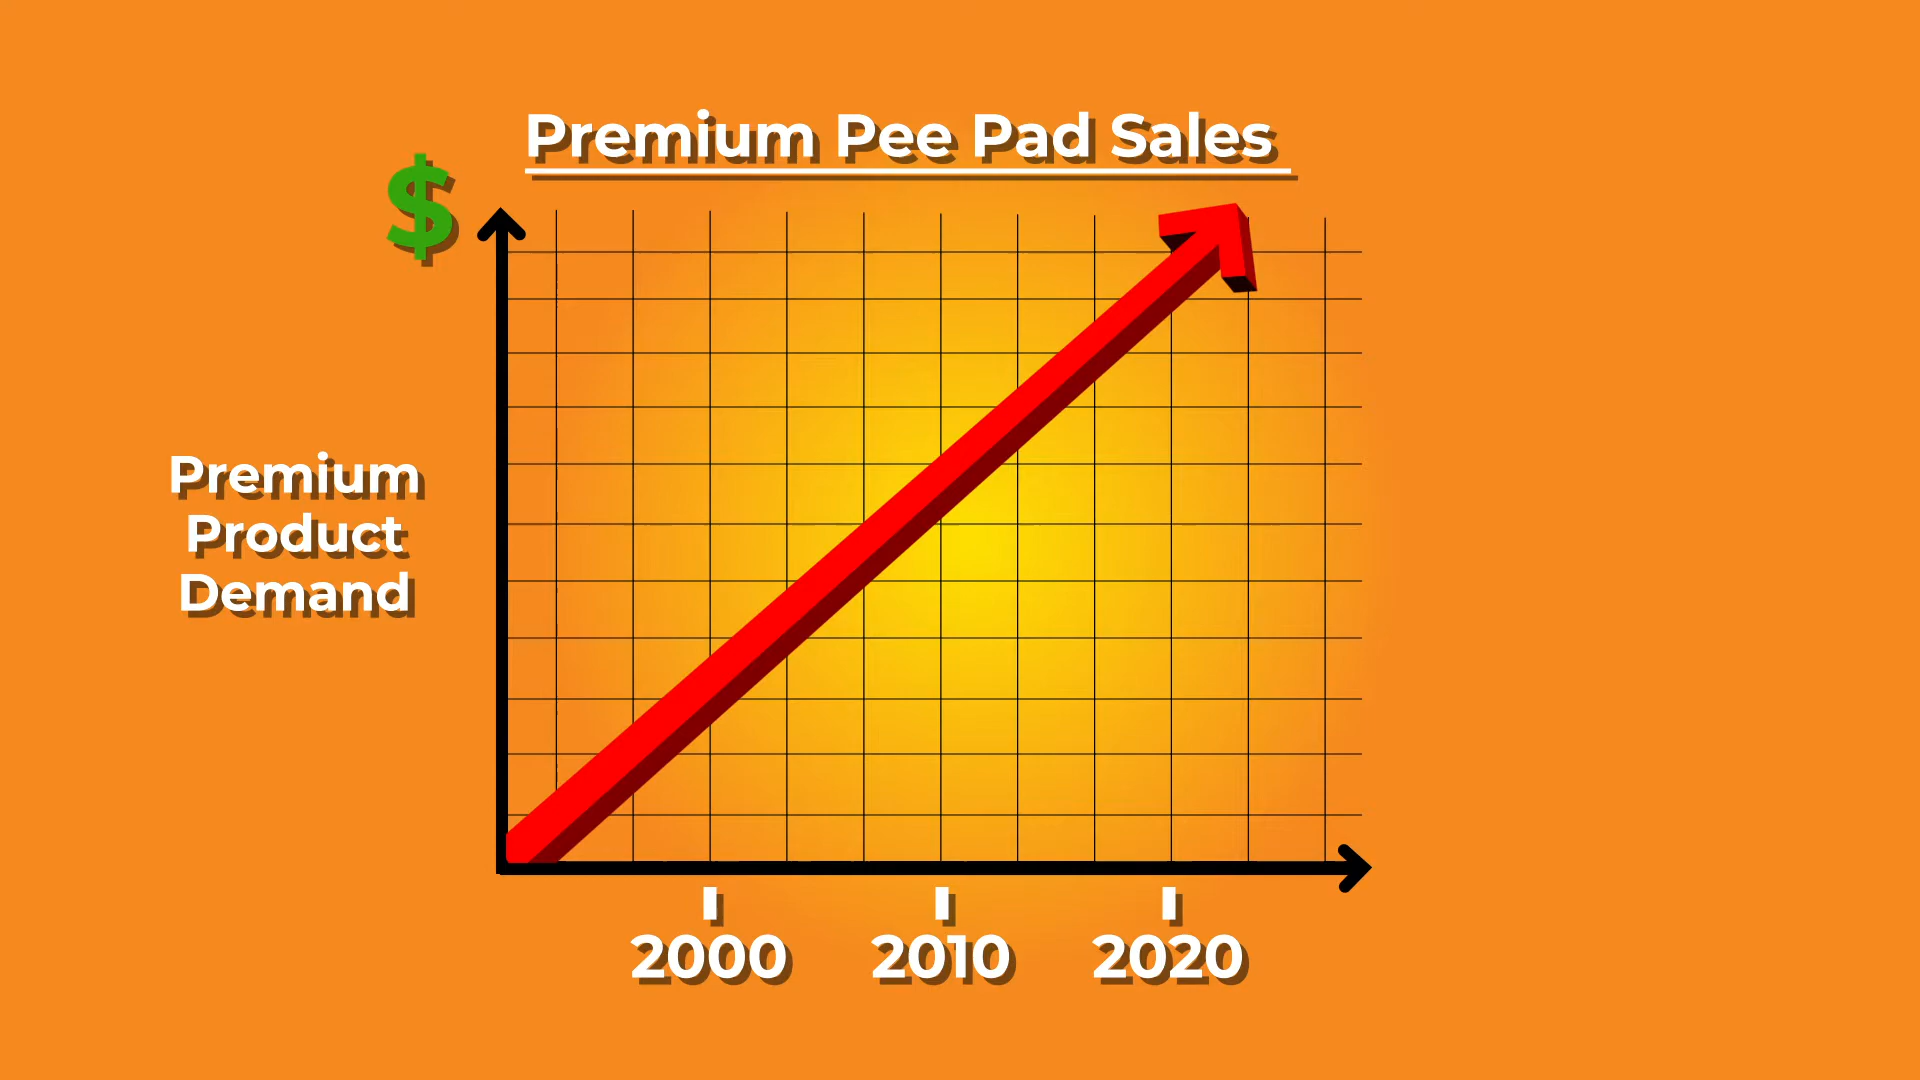 Premium Pee Pad Sales
$
Premium
Product
Demand
2000 2010 2020